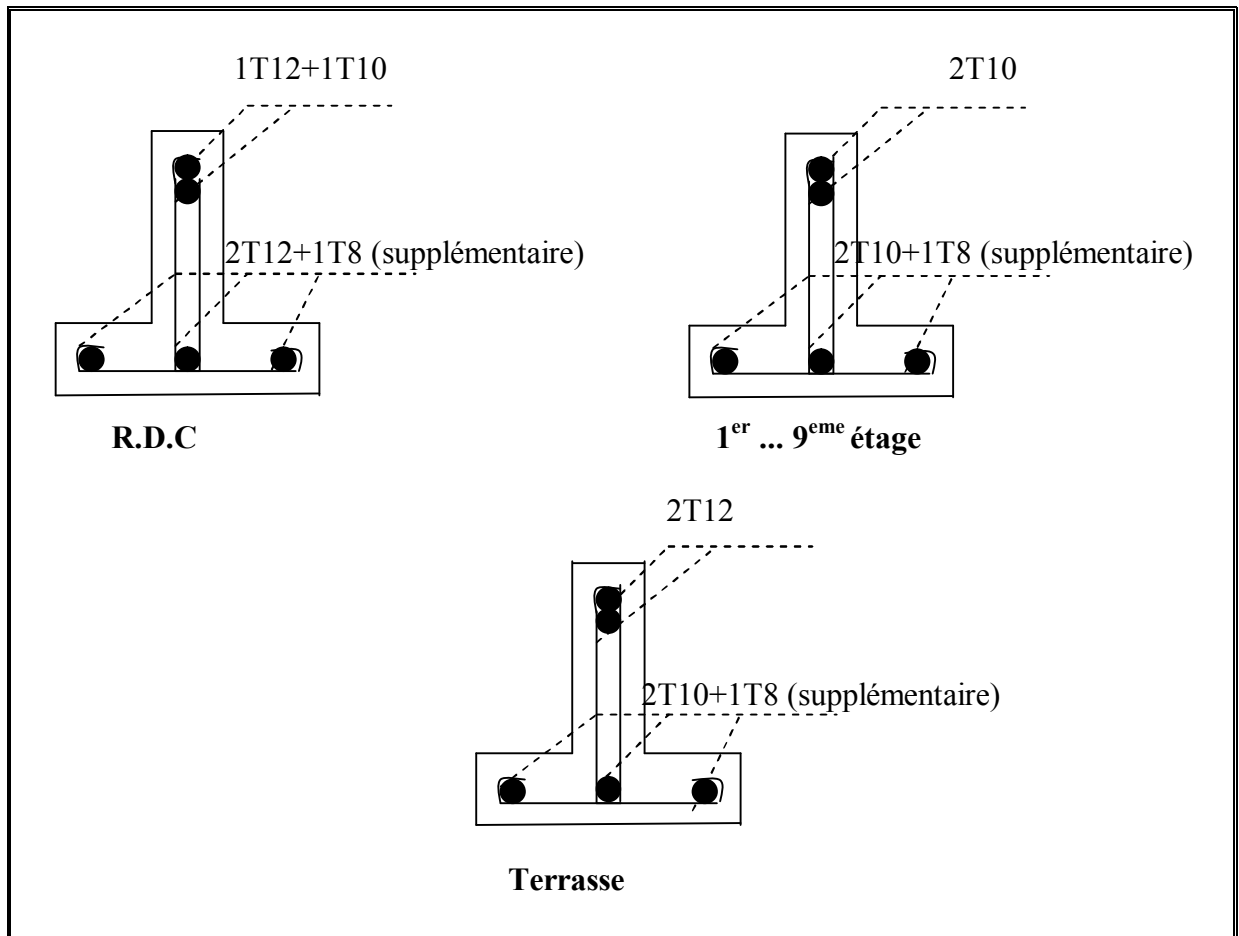 1T12+1T10
2T10
2T12+1T8 (supplémentaire)
2T10+1T8 (supplémentaire)
R.D.C
1er ... 9eme étage
2T12
2T10+1T8 (supplémentaire)
Terrasse